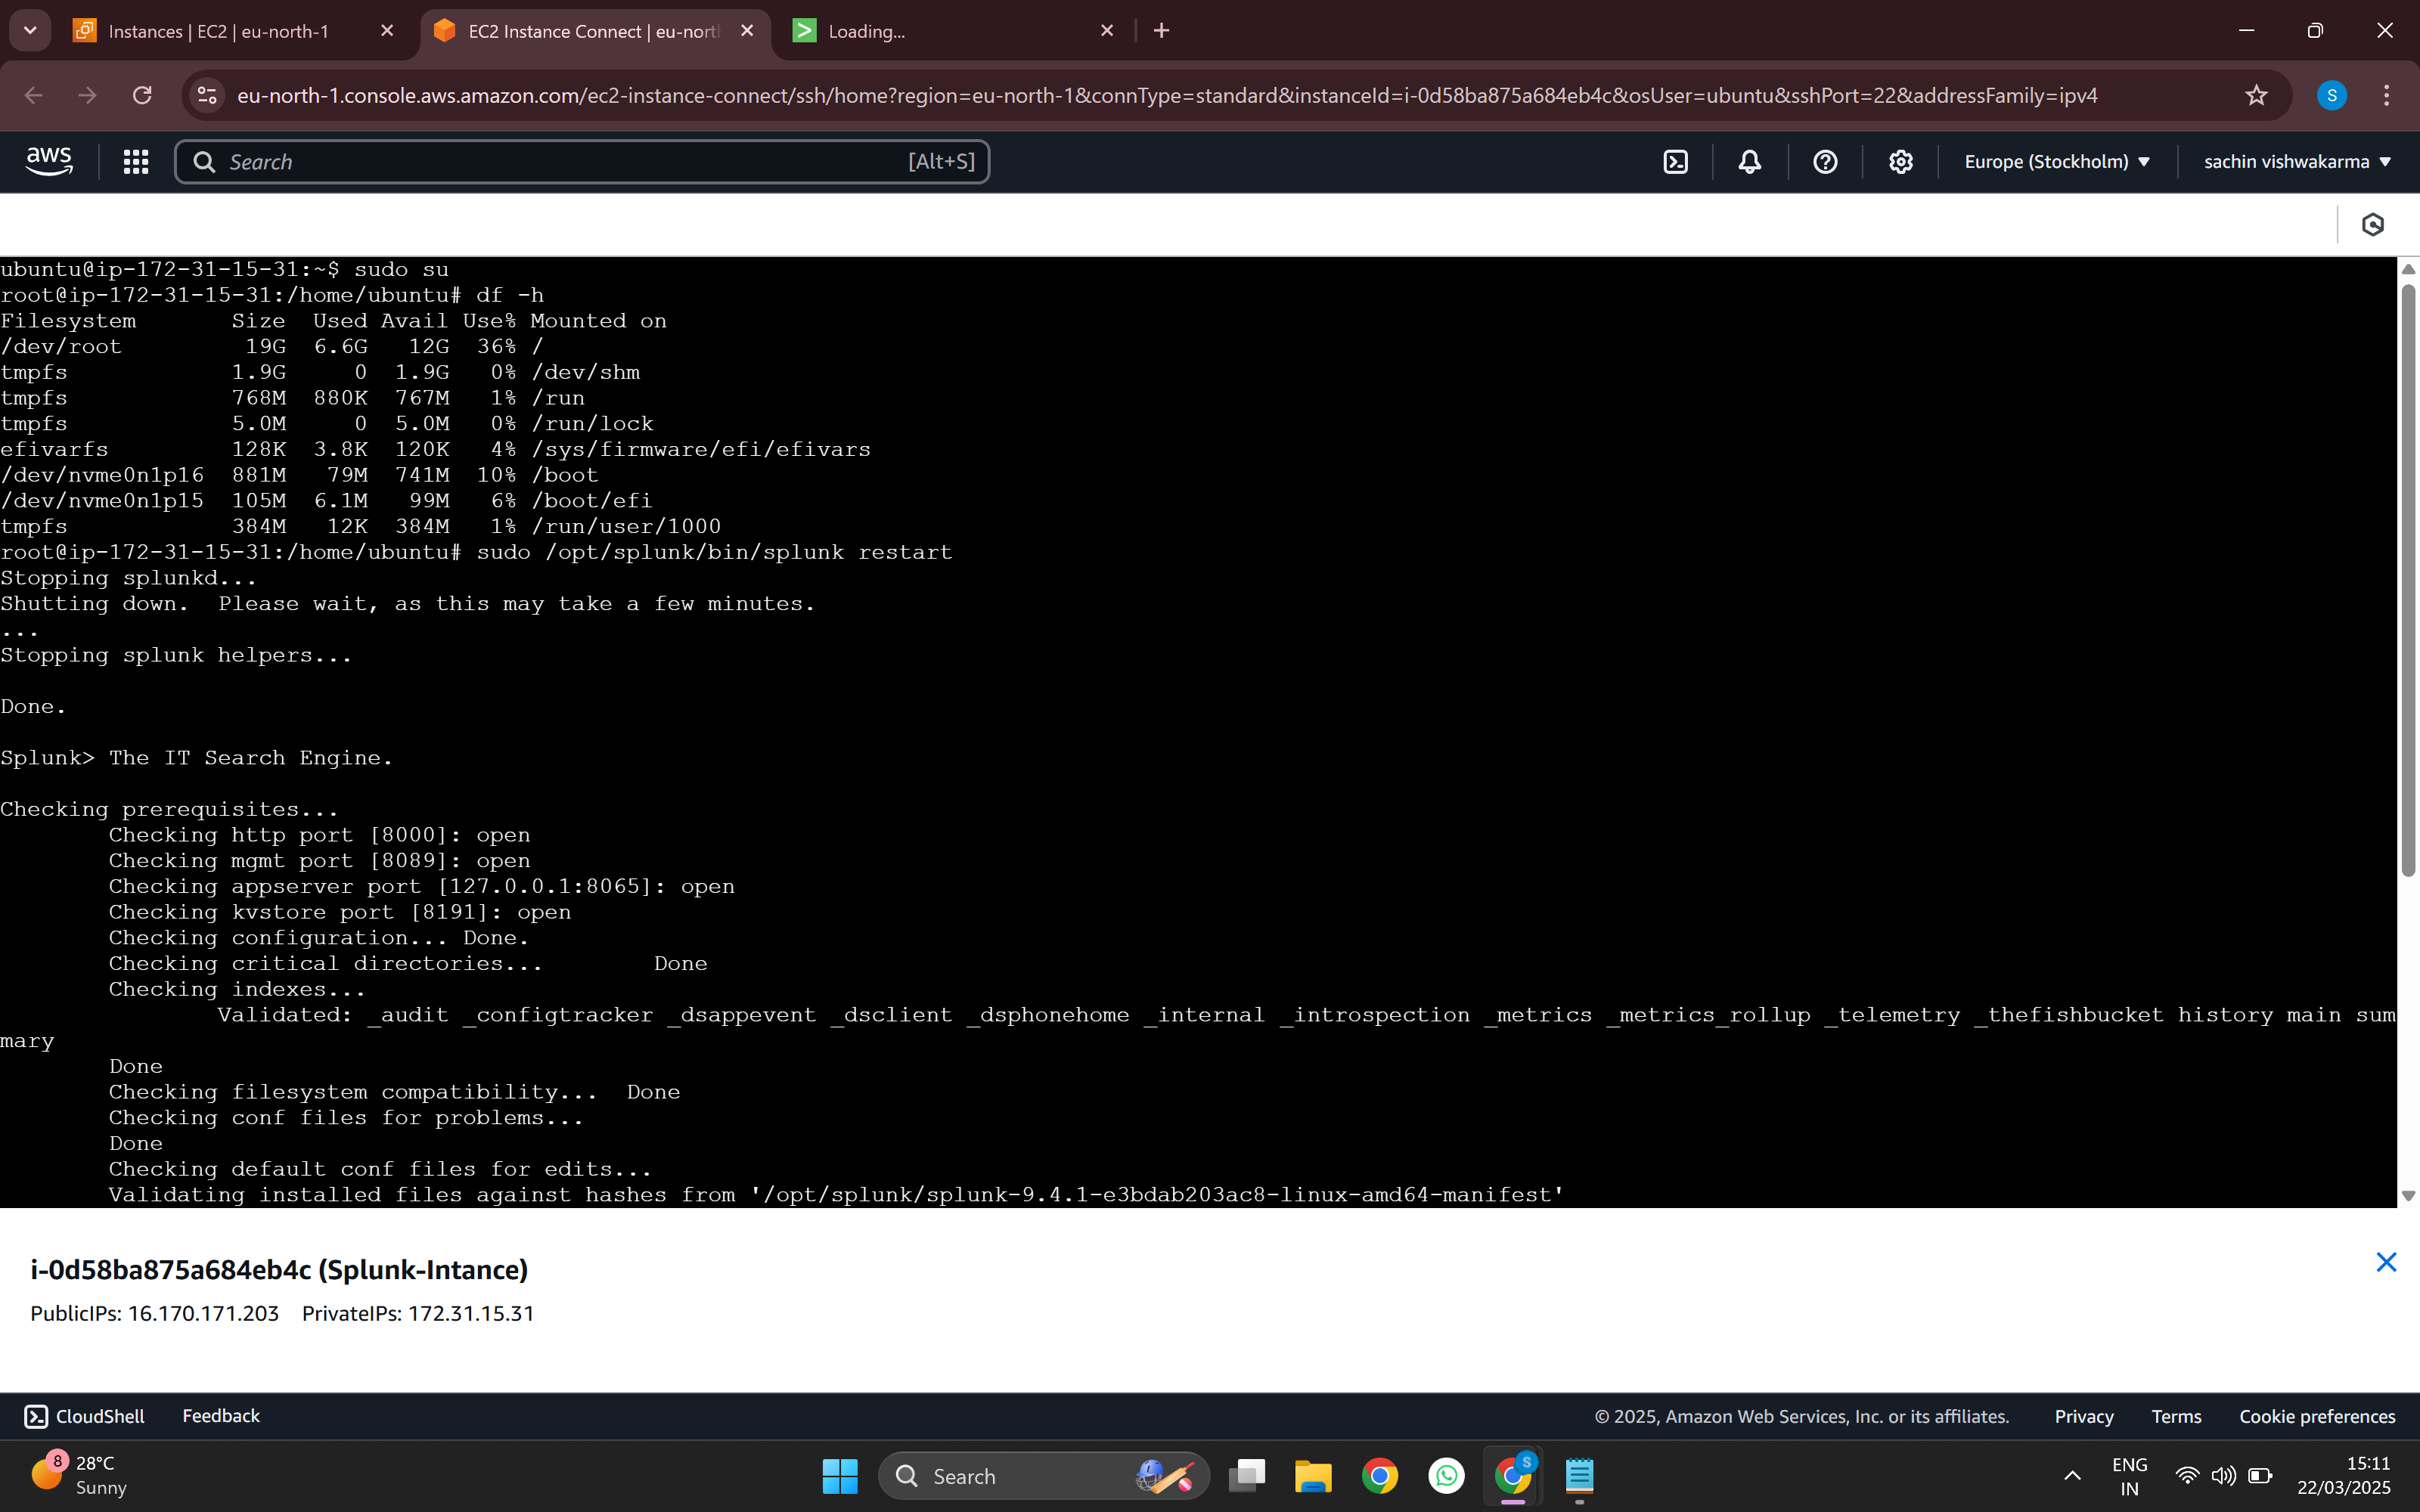 Instances | EC2 | eu-north-1
EC2 Instance Connect | eu-nort
Loading...
eu-north-1.console.aws.amazon.com/ec2-instance-connect/ssh/home?region=eu-north-1&connType=standard&instanceId=i-0d58ba875a684eb4c&osUser=ubuntu&sshPort=22&addressFamily=ipv4
S
aws
Search [Alt+S]
Europe (Stockholm)
sachin vishwakarma
ubuntu@ip-172-31-15-31:~$ sudo su
root@ip-172-31-15-31:/home/ubuntu# df -h
Filesystem Size Used Avail Use% Mounted on
/dev/root 19G 6.6G 12G 36% /
tmpfs 1.9G 0 1.9G 0% /dev/shm
tmpfs 768M 880K 767M 1% /run
tmpfs 5.0M 0 5.0M 0% /run/lock
efivarfs 128K 3.8K 120K 4% /sys/firmware/efi/efivars
/dev/nvme0n1p16 881M 79M 741M 10% /boot
/dev/nvme0n1p15 105M 6.1M 99M 6% /boot/efi
tmpfs 384M 12K 384M 1% /run/user/1000
root@ip-172-31-15-31:/home/ubuntu# sudo /opt/splunk/bin/splunk restart
Stopping splunkd...
Shutting down. Please wait, as this may take a few minutes.
...
Stopping splunk helpers...
Done.
Splunk> The IT Search Engine.
Checking prerequisites...
Checking http port [8000]: open
Checking mgmt port [8089]: open
Checking appserver port [127.0.0.1:8065]: open
Checking kvstore port [8191]: open
Checking configuration... Done.
Checking critical directories... Done
Checking indexes...
Validated: _audit _configtracker _dsappevent _dsclient _dsphonehome _internal _introspection _metrics _metrics_rollup _telemetry _thefishbucket history main sum
mary
Done
Checking filesystem compatibility... Done
Checking conf files for problems...
Done
Checking default conf files for edits...
Validating installed files against hashes from '/opt/splunk/splunk-9.4.1-e3bdab203ac8-linux-amd64-manifest'
i-0d58ba875a684eb4c (Splunk-Intance)
PublicIPs: 16.170.171.203 PrivateIPs: 172.31.15.31
CloudShell Feedback
© 2025, Amazon Web Services, Inc. or its affiliates. Privacy Terms Cookie preferences
8
28°C
Sunny
Search
S
ENG
IN
15:11
22/03/2025